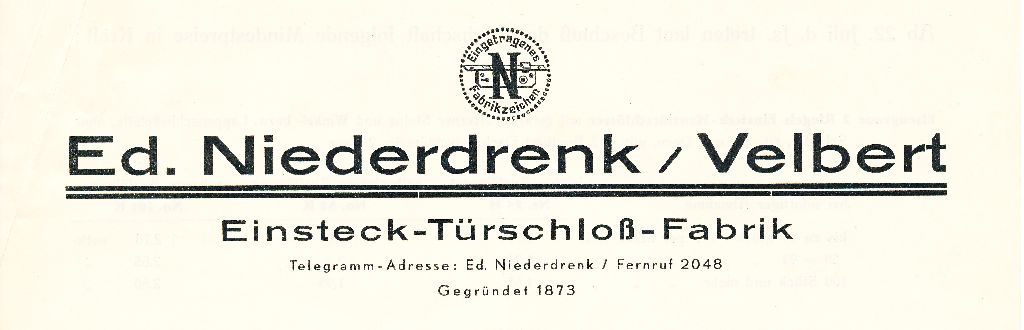 Eingetragenes
N
Fabrikzeichen
Ed. Niederdrenk / Velbert
Einsteck-Türschloß-Fabrik
Telegramm-Adresse: Ed. Niederdrenk / Fernruf 2048
Gegründet 1873